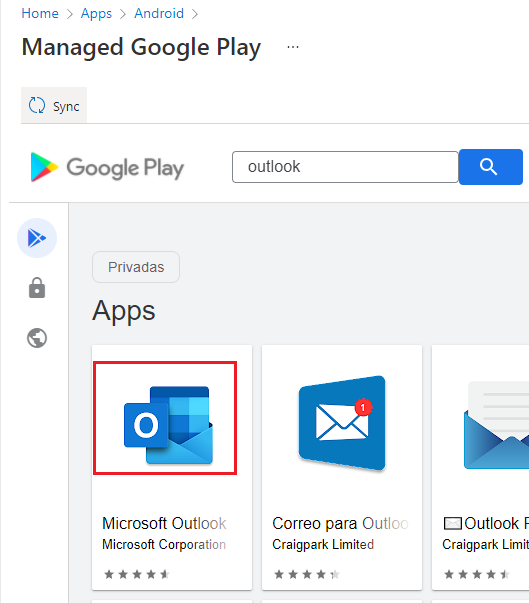 Home > Apps > Android >
Managed Google Play ...
Sync
Google Play
outlook
Privadas
Apps
O
1
Microsoft Outlook
Microsoft Corporation
Correo para Outloo
Craigpark Limited
Outlook
Craigpark Limit